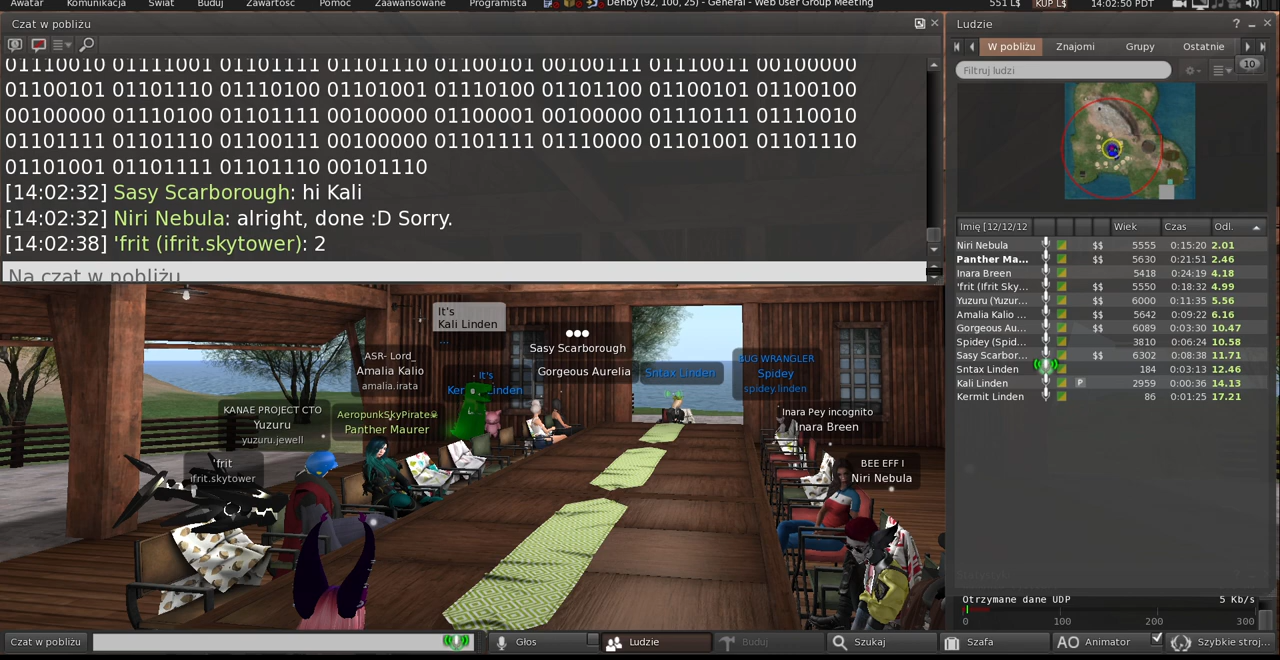 Awatar Komunikacja Świat Buduj Zawartość Pomoc Zaawansowane Programista Denby (92, 100, 25) - General - Web User Group Meeting 551 L$ KUP L$ 14:02:50 PDT
Czat w pobliżu
01110010 01111001 01101111 01101110 01100101 00100111 01110011 00100000
01100101 01101110 01110100 01101001 01110100 01101100 01100101 01100100
00100000 01110100 01101111 00100000 01100001 00100000 01110111 01110010
01101111 01101110 01100111 00100000 01101111 01110000 01101001 01101110
01101001 01101111 01101110 00101110
[14:02:32] Sasy Scarborough: hi Kali
[14:02:32] Niri Nebula: alright, done :D Sorry.
[14:02:38] 'frit (ifrit.skytower): 2
Na czat w pobliżu
It's
Kali Linden
...
Sasy Scarborough
Gorgeous Aurelia
Sntax Linden
BUG WRANGLER
Spidey
spidey.linden
ASR- Lord_
Amalia Kalio
amalia.irata
It's
Linden
KANAE PROJECT CTO
Yuzuru
yuzuru.jewell
AeropunkSkyPirate
Panther Maurer
Inara Pey incognito
Inara Breen
'frit
ifrit.skytower
BEE EFF I
Niri Nebula
Ludzie
? _ ×
W pobliżu Znajomi Grupy Ostatnie
Filtruj ludzi
10
Imię [12/12/12 Wiek Czas Odl.
Niri Nebula $$ 5555 0:15:20 2.01
Panther Ma... $$ 5630 0:21:51 2.46
Inara Breen 5418 0:24:19 4.18
'frit (Ifrit Sky... $$ 5550 0:18:32 4.99
Yuzuru (Yuzur... $$ 6000 0:11:35 5.56
Amalia Kalio ... $$ 5642 0:09:22 6.16
Gorgeous Au... $$ 6089 0:03:30 10.47
Spidey (Spid... 3810 0:06:24 10.58
Sasy Scarbor... $$ 6302 0:08:38 11.71
Sntax Linden 184 0:03:13 12.46
Kali Linden P 2959 0:00:36 14.13
Kermit Linden 86 0:01:25 17.21
Otrzymane dane UDP 5 Kb/s
0 100 200 300
Czat w pobliżu Głos Ludzie Buduj Szukaj Szafa AO Animator Szybkie stroj...